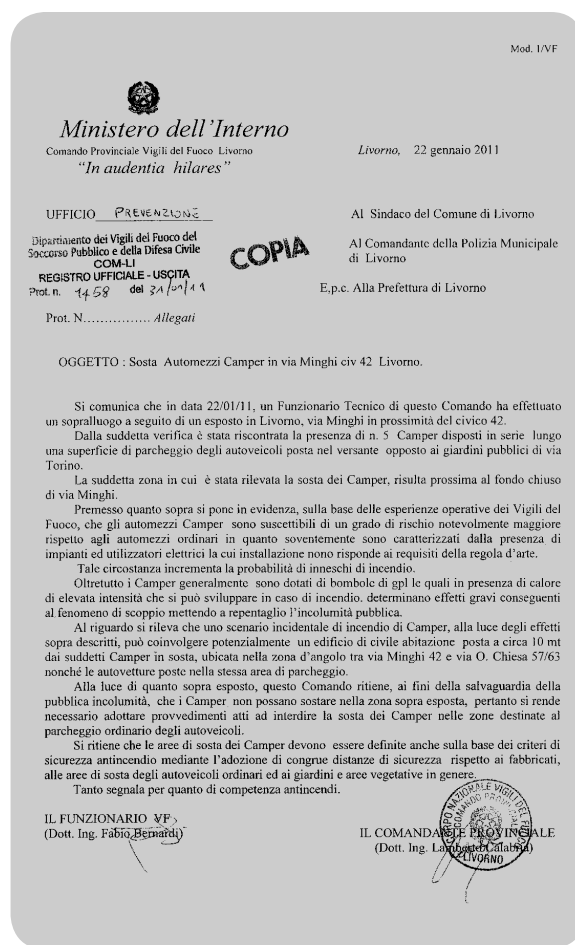 Mod. 1/VF
Ministero dell'Interno
Comando Provinciale Vigili del Fuoco Livorno
"In audentia hilares"
Livorno, 22 gennaio 2011
UFFICIO PREVENZIONE
Al Sindaco del Comune di Livorno
Dipartimento dei Vigili del Fuoco del
Soccorso Pubblico e della Difesa Civile
COM-LI
REGISTRO UFFICIALE - USCITA
Prot. n. 1458 del 31/01/11
COPIA
Al Comandante della Polizia Municipale
di Livorno
E,p.c. Alla Prefettura di Livorno
Prot. N................ Allegati
OGGETTO : Sosta Automezzi Camper in via Minghi civ 42 Livorno.
Si comunica che in data 22/01/11, un Funzionario Tecnico di questo Comando ha effettuato
un sopralluogo a seguito di un esposto in Livorno, via Minghi in prossimità del civico 42.
Dalla suddetta verifica è stata riscontrata la presenza di n. 5 Camper disposti in serie lungo
una superficie di parcheggio degli autoveicoli posta nel versante opposto ai giardini pubblici di via
Torino.
La suddetta zona in cui è stata rilevata la sosta dei Camper, risulta prossima al fondo chiuso
di via Minghi.
Premesso quanto sopra si pone in evidenza, sulla base delle esperienze operative dei Vigili del
Fuoco, che gli automezzi Camper sono suscettibili di un grado di rischio notevolmente maggiore
rispetto agli automezzi ordinari in quanto soventemente sono caratterizzati dalla presenza di
impianti ed utilizzatori elettrici la cui installazione nono risponde ai requisiti della regola d'arte.
Tale circostanza incrementa la probabilità di inneschi di incendio.
Oltretutto i Camper generalmente sono dotati di bombole di gpl le quali in presenza di calore
di elevata intensità che si può sviluppare in caso di incendio. determinano effetti gravi conseguenti
al fenomeno di scoppio mettendo a repentaglio l'incolumità pubblica.
Al riguardo si rileva che uno scenario incidentale di incendio di Camper, alla luce degli effetti
sopra descritti, può coinvolgere potenzialmente un edificio di civile abitazione posta a circa 10 mt
dai suddetti Camper in sosta, ubicata nella zona d'angolo tra via Minghi 42 e via O. Chiesa 57/63
nonché le autovetture poste nella stessa area di parcheggio.
Alla luce di quanto sopra esposto, questo Comando ritiene, ai fini della salvaguardia della
pubblica incolumità, che i Camper non possano sostare nella zona sopra esposta, pertanto si rende
necessario adottare provvedimenti atti ad interdire la sosta dei Camper nelle zone destinate al
parcheggio ordinario degli autoveicoli.
Si ritiene che le aree di sosta dei Camper devono essere definite anche sulla base dei criteri di
sicurezza antincendio mediante l'adozione di congrue distanze di sicurezza rispetto ai fabbricati,
alle aree di sosta degli autoveicoli ordinari ed ai giardini e aree vegetative in genere.
Tanto segnala per quanto di competenza antincendi.
IL FUNZIONARIO VF
(Dott. Ing. Fabio Bernardi)
IL COMANDANTE PROVINCIALE
(Dott. Ing. Lamberto Calabria)
CORPO NAZIONALE VIGILI DEL FUOCO
COMANDO PROVINCIALE
LIVORNO